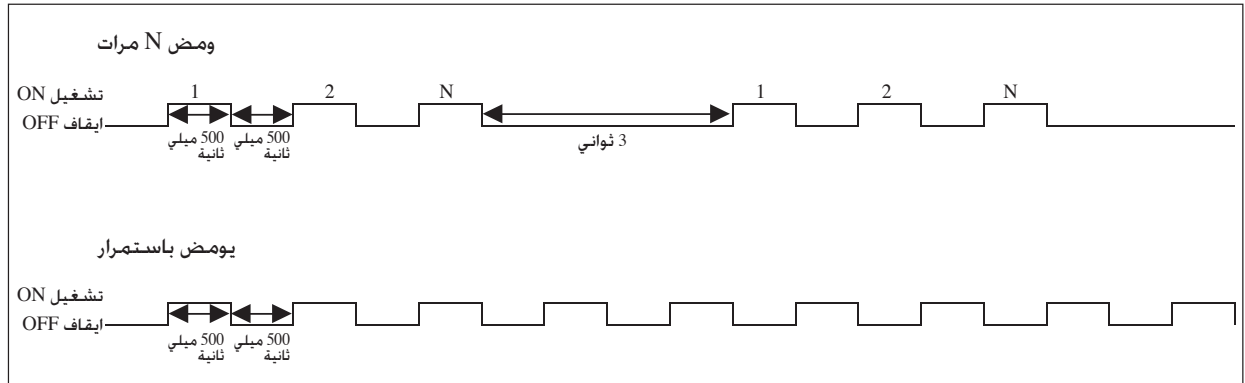 ومض N مرات
1 2 N 1 2 N
تشغيل ON
ايقاف OFF
500 ميلي
ثانية
500 ميلي
ثانية
3 ثواني
يومض باستمرار
تشغيل ON
ايقاف OFF
500 ميلي
ثانية
500 ميلي
ثانية